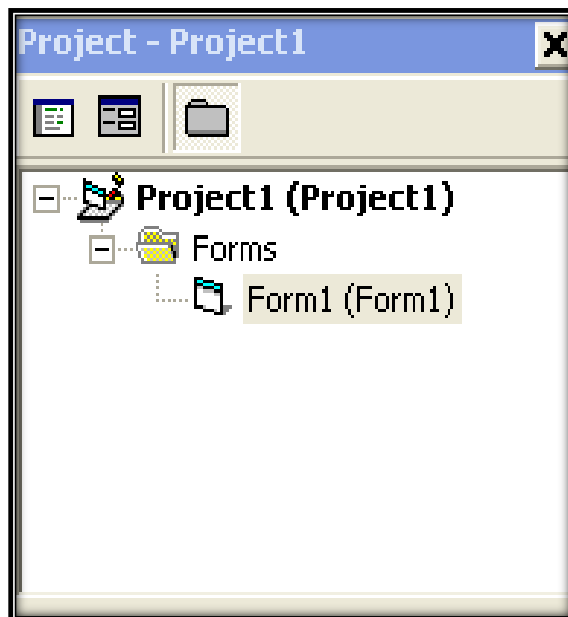 Project - Project1
Project1 (Project1)
Forms
Form1 (Form1)